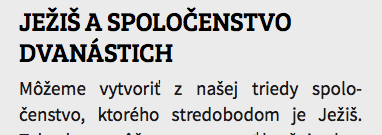 JEŽIŠ A SPOLOČENSTVO
DVANÁSTICH
Môžeme vytvoriť z našej triedy spolo-
čenstvo, ktorého stredobodom je Ježiš.